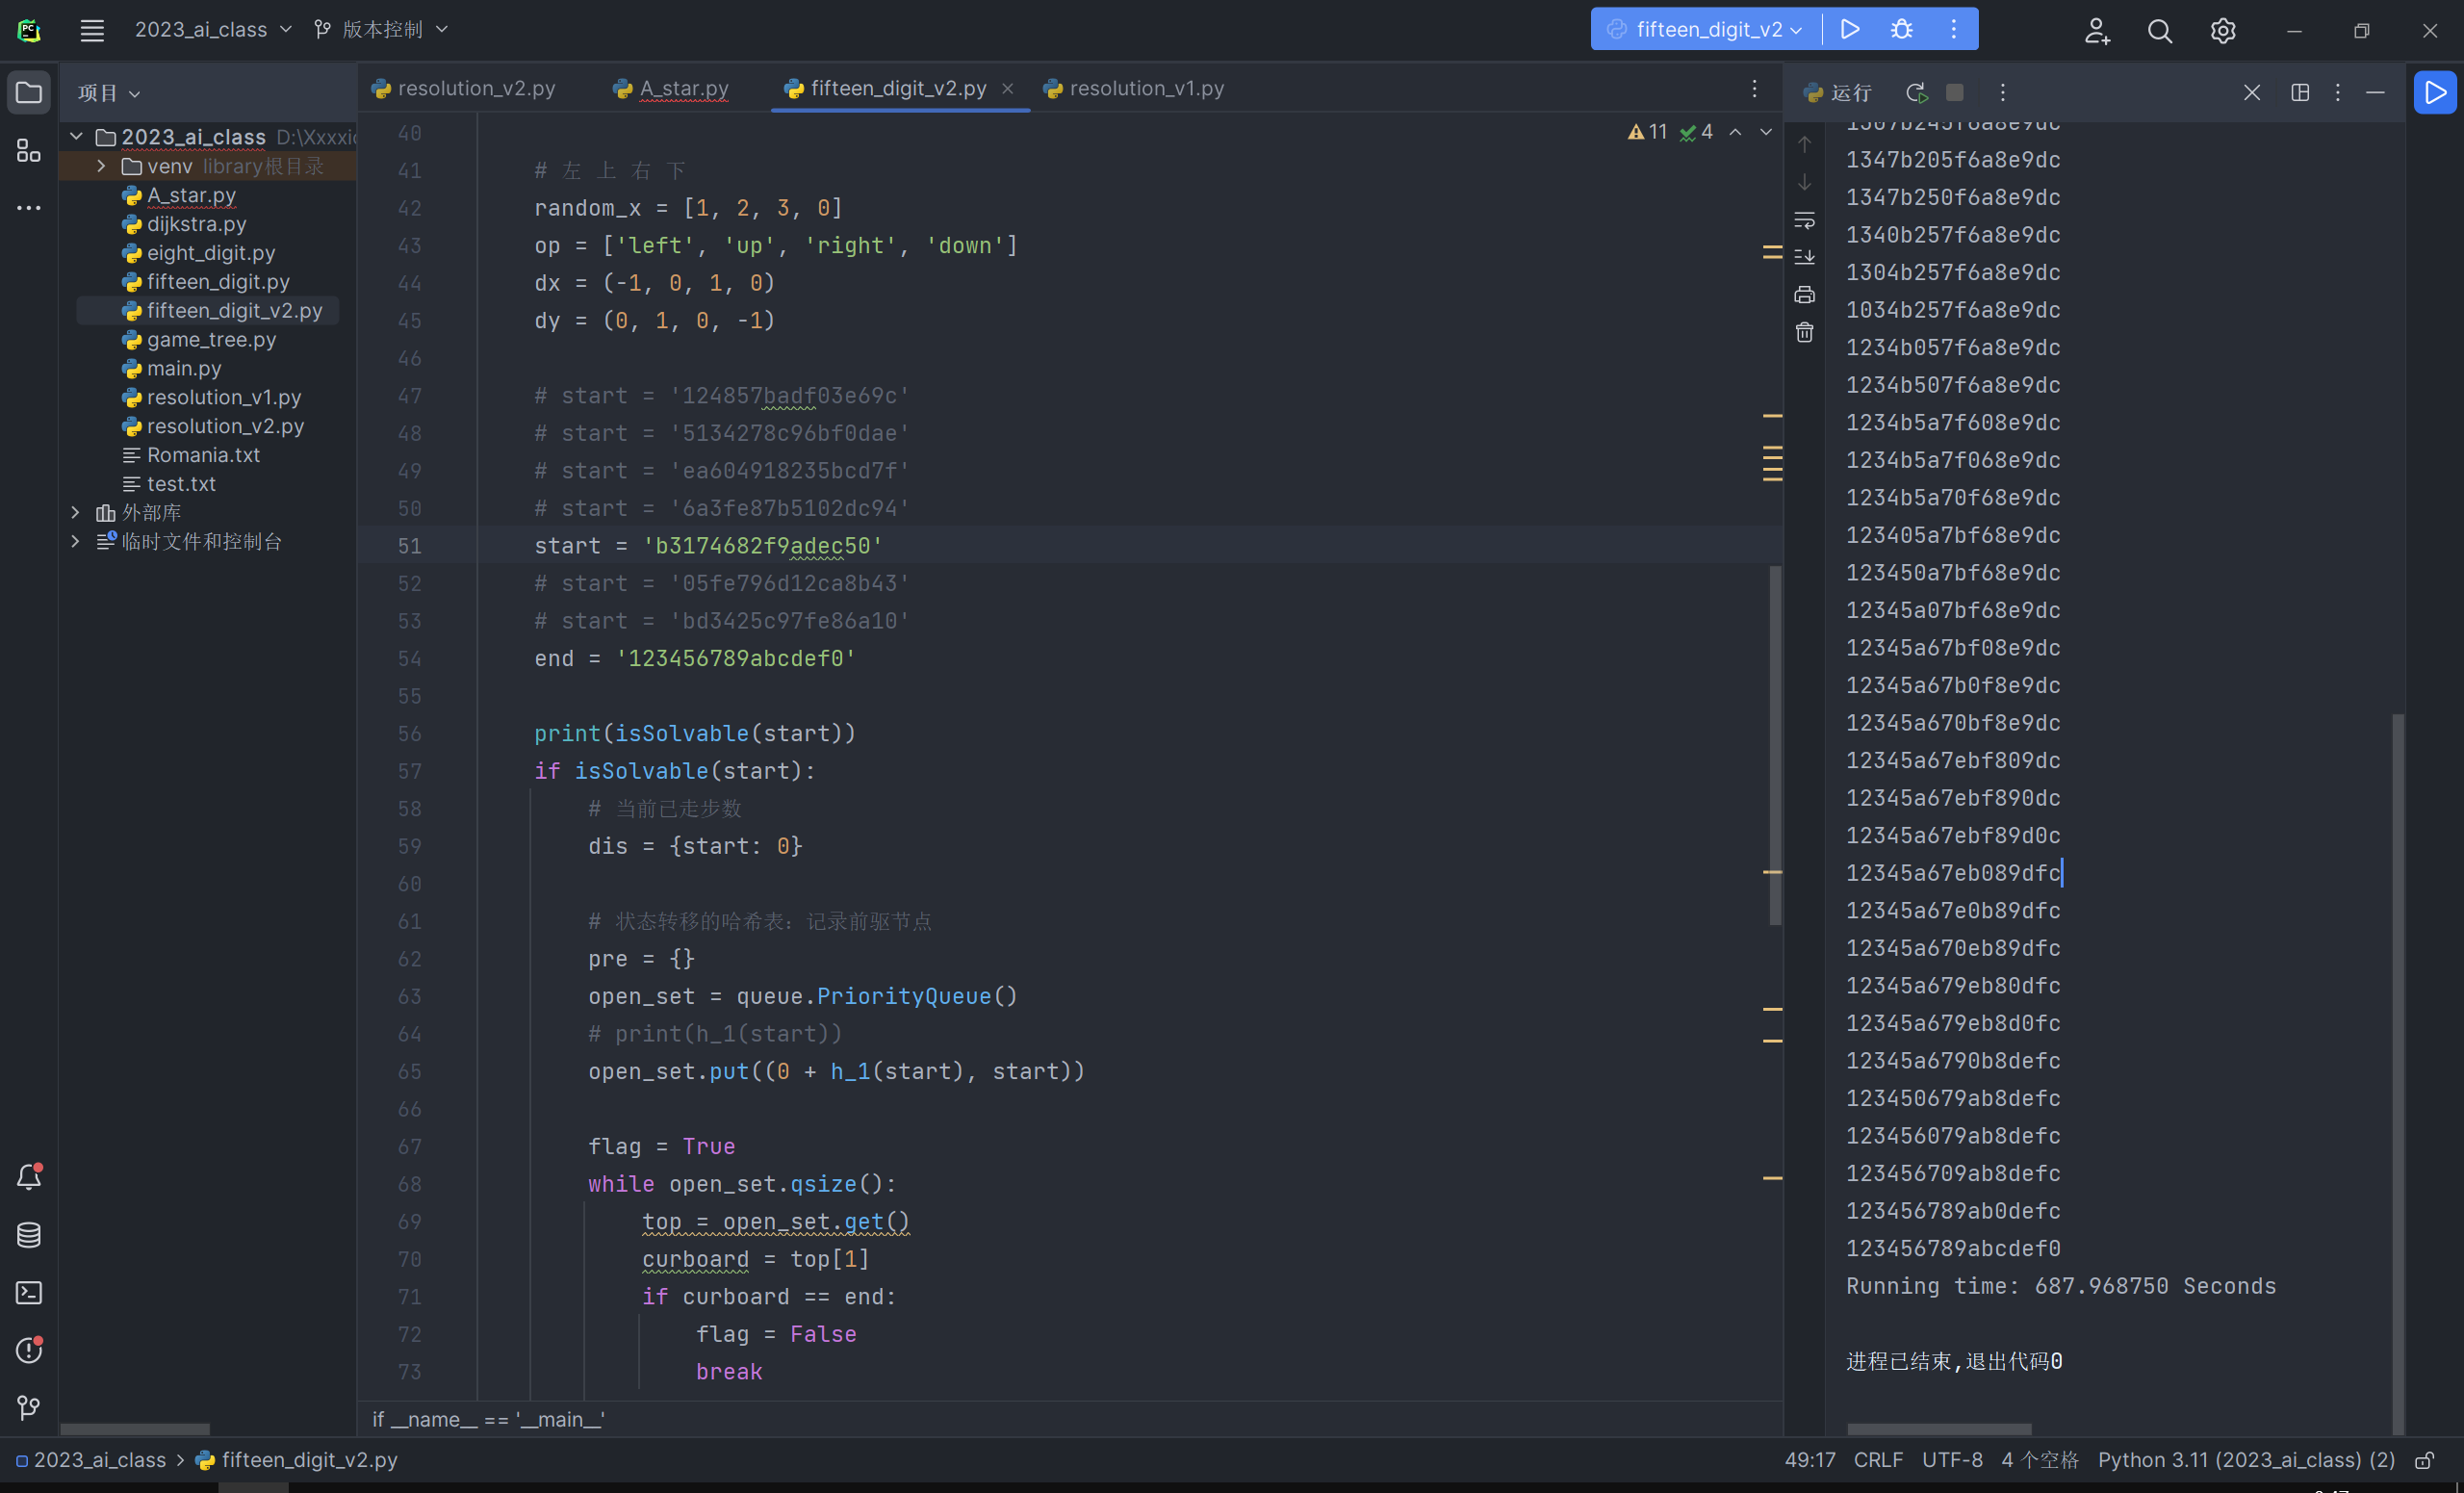 PC 2023_ai_class 版本控制 fifteen_digit_v2
项目
2023_ai_class D:\Xxxxi
venv library根目录
A_star.py
dijkstra.py
eight_digit.py
fifteen_digit.py
fifteen_digit_v2.py
game_tree.py
main.py
resolution_v1.py
resolution_v2.py
Romania.txt
test.txt
外部库
临时文件和控制台
resolution_v2.py A_star.py fifteen_digit_v2.py resolution_v1.py
11 4
40
41 # 左 上 右 下
42 random_x = [1, 2, 3, 0]
43 op = ['left', 'up', 'right', 'down']
44 dx = (-1, 0, 1, 0)
45 dy = (0, 1, 0, -1)
46
47 # start = '124857badf03e69c'
48 # start = '5134278c96bf0dae'
49 # start = 'ea604918235bcd7f'
50 # start = '6a3fe87b5102dc94'
51 start = 'b3174682f9adec50'
52 # start = '05fe796d12ca8b43'
53 # start = 'bd3425c97fe86a10'
54 end = '123456789abcdef0'
55
56 print(isSolvable(start))
57 if isSolvable(start):
58 # 当前已走步数
59 dis = {start: 0}
60
61 # 状态转移的哈希表：记录前驱节点
62 pre = {}
63 open_set = queue.PriorityQueue()
64 # print(h_1(start))
65 open_set.put((0 + h_1(start), start))
66
67 flag = True
68 while open_set.qsize():
69 top = open_set.get()
70 curboard = top[1]
71 if curboard == end:
72 flag = False
73 break
if __name__ == '__main__'
运行
1307b245f6a8e9dc
1347b205f6a8e9dc
1347b250f6a8e9dc
1340b257f6a8e9dc
1304b257f6a8e9dc
1034b257f6a8e9dc
1234b057f6a8e9dc
1234b507f6a8e9dc
1234b5a7f608e9dc
1234b5a7f068e9dc
1234b5a70f68e9dc
123405a7bf68e9dc
123450a7bf68e9dc
12345a07bf68e9dc
12345a67bf08e9dc
12345a67b0f8e9dc
12345a670bf8e9dc
12345a67ebf809dc
12345a67ebf890dc
12345a67ebf89d0c
12345a67eb089dfc
12345a67e0b89dfc
12345a670eb89dfc
12345a679eb80dfc
12345a679eb8d0fc
12345a6790b8defc
123450679ab8defc
123456079ab8defc
123456709ab8defc
123456789ab0defc
123456789abcdef0
Running time: 687.968750 Seconds
进程已结束,退出代码0
2023_ai_class > fifteen_digit_v2.py 49:17 CRLF UTF-8 4 个空格 Python 3.11 (2023_ai_class) (2)